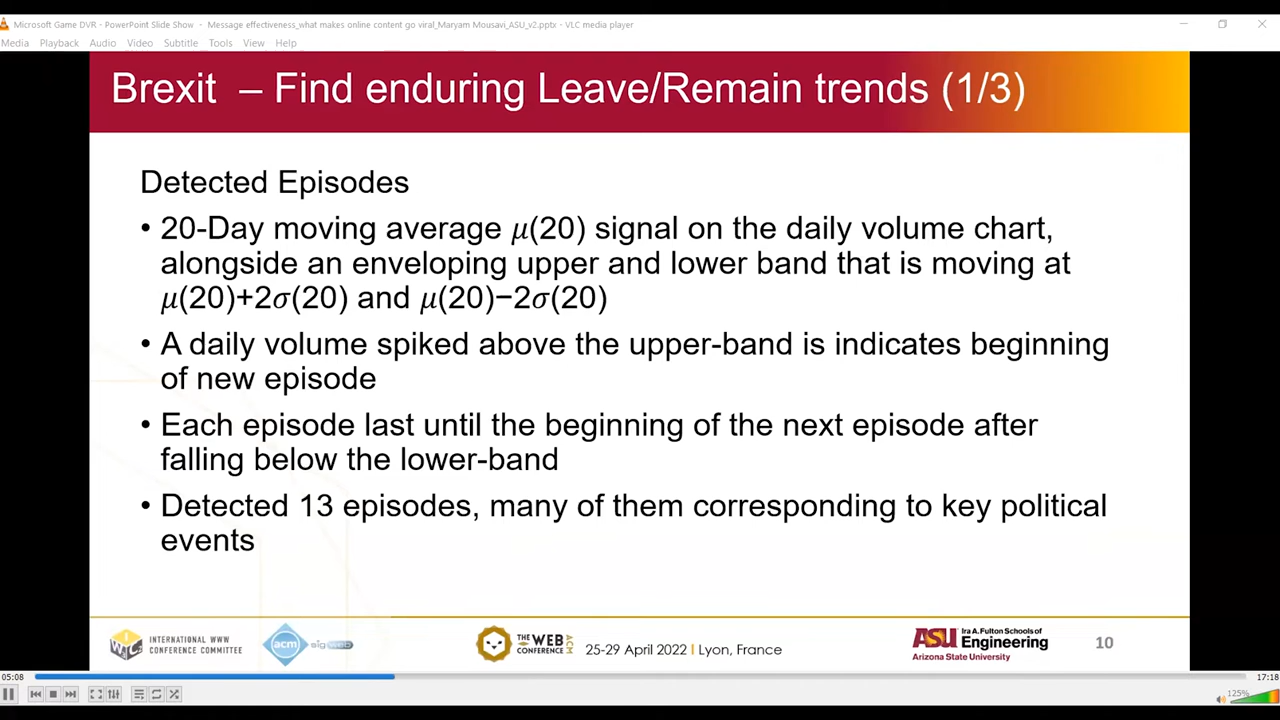 Microsoft Game DVR - PowerPoint Slide Show - Message effectiveness_what makes online content go viral_Maryam Mousavi_ASU_v2.pptx - VLC media player
Media Playback Audio Video Subtitle Tools View Help
Brexit – Find enduring Leave/Remain trends (1/3)
Detected Episodes
• 20-Day moving average 𝜇(20) signal on the daily volume chart,
alongside an enveloping upper and lower band that is moving at
𝜇(20)+2𝜎(20) and 𝜇(20)−2𝜎(20)
• A daily volume spiked above the upper-band is indicates beginning
of new episode
• Each episode last until the beginning of the next episode after
falling below the lower-band
• Detected 13 episodes, many of them corresponding to key political
events
INTERNATIONAL WWW
CONFERENCE COMMITTEE
acm sigweb
THE WEB
CONFERENCE
ACM
25-29 April 2022 | Lyon, France
ASU Ira A. Fulton Schools of
Engineering
Arizona State University
10
05:08
17:18
125%